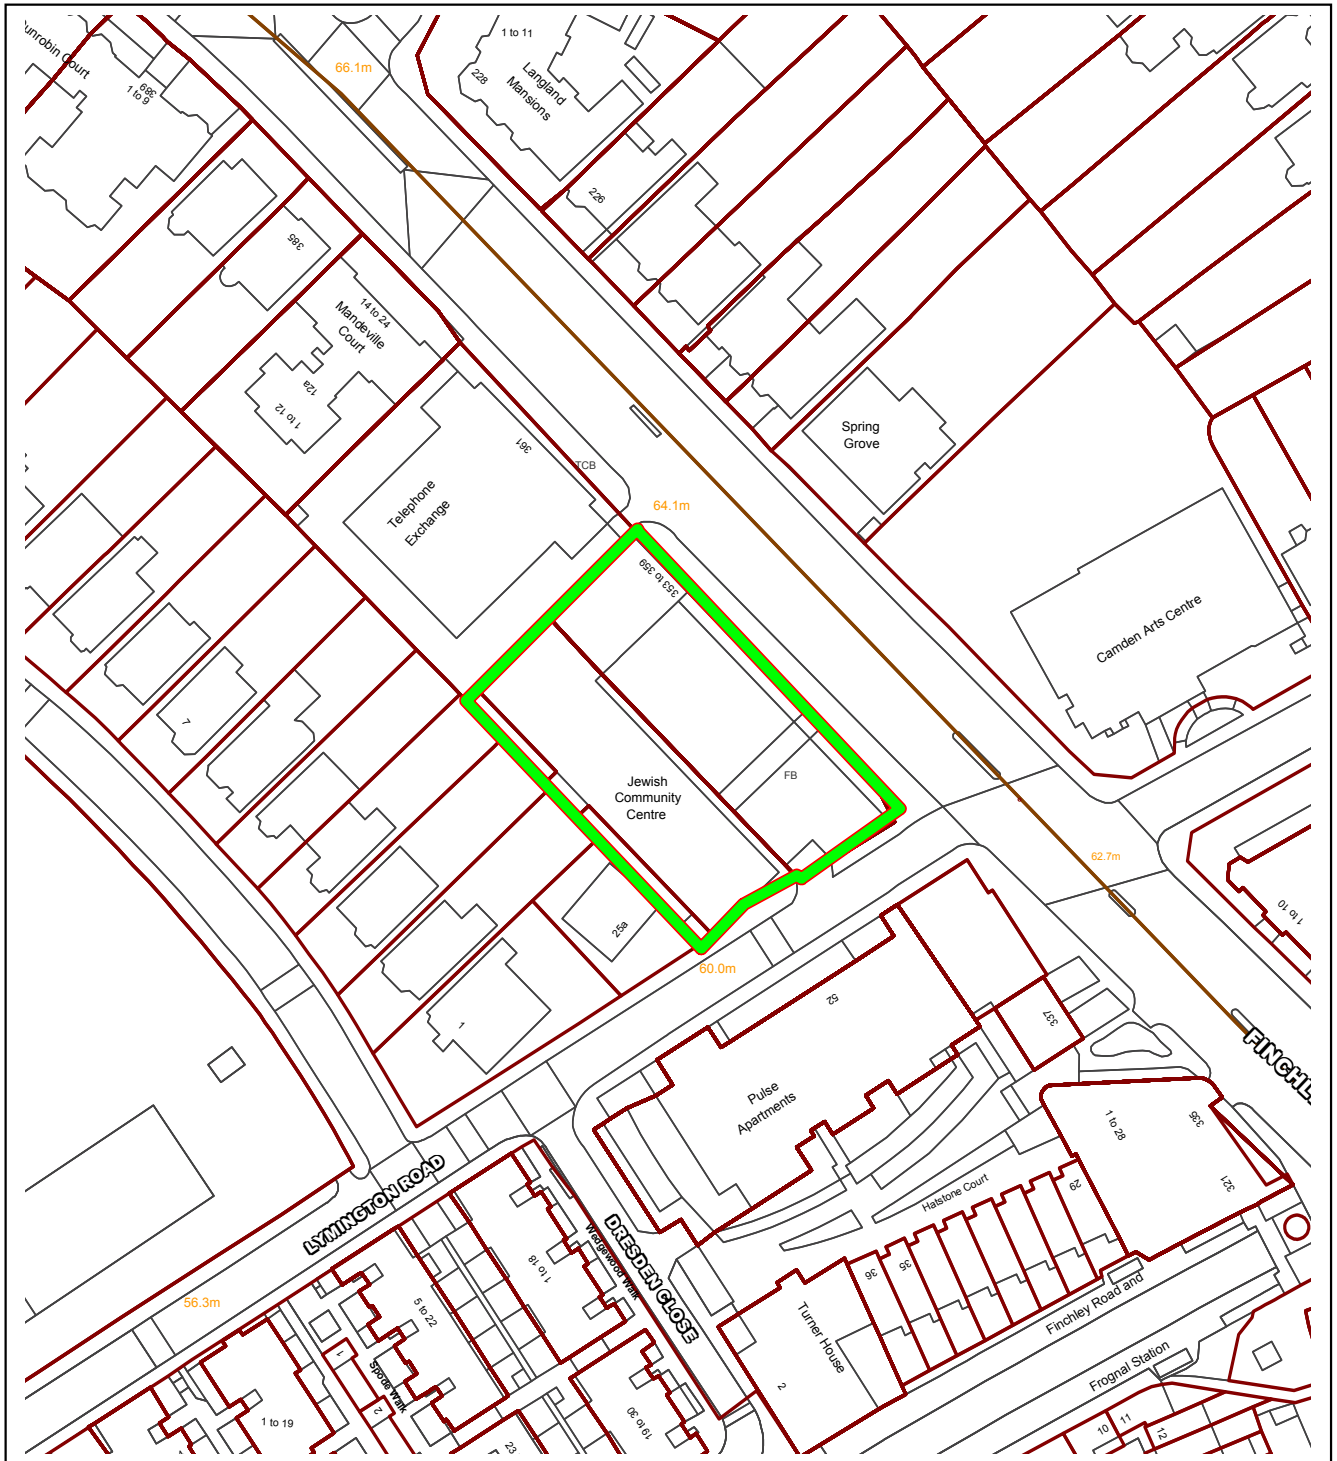 Dunrobin Court
1 to 9
389
66.1m
1 to 11
Langland
Mansions
228
226
385
14 to 24
Mandeville
Court
12a
1 to 12
361
TCB
Telephone
Exchange
64.1m
353 to 359
Spring
Grove
Camden Arts Centre
7
Jewish
Community
Centre
FB
62.7m
1 to 10
25a
60.0m
1
52
337
Pulse
Apartments
FINCHL
1 to 28
336
321
LYMINGTON ROAD
Hatstone Court
29
DRESDEN CLOSE
Wedgewood Walk
1 to 18
36
35
56.3m
5 to 22
Turner House
2
Finchley Road and
Frognal Station
1
Spode Walk
2
1 to 19
23
19 to 30
10
11
12